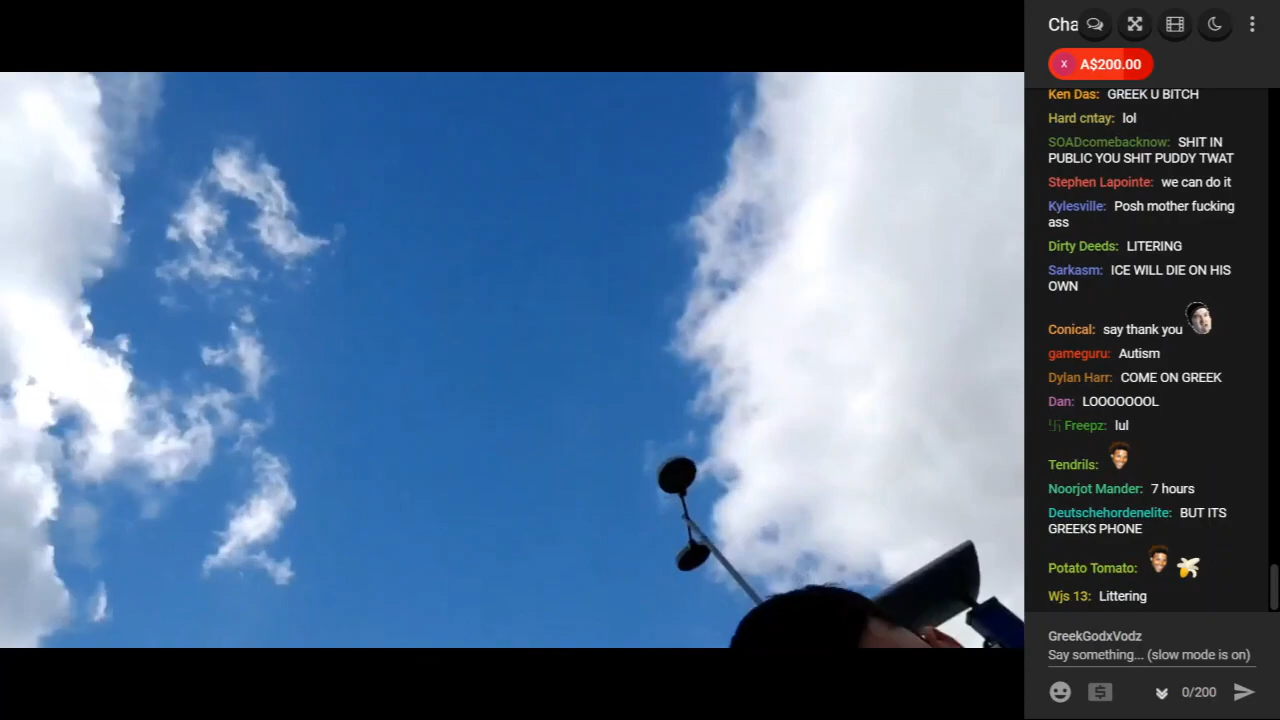 Cha
x A$200.00
Ken Das: GREEK U BITCH
Hard cntay: lol
SOADcomebacknow: SHIT IN
PUBLIC YOU SHIT PUDDY TWAT
Stephen Lapointe: we can do it
Kylesville: Posh mother fucking
ass
Dirty Deeds: LITERING
Sarkasm: ICE WILL DIE ON HIS
OWN
Conical: say thank you
gameguru: Autism
Dylan Harr: COME ON GREEK
Dan: LOOOOOOOL
卐 Freepz: lul
Tendrils:
Noorjot Mander: 7 hours
Deutschehordenelite: BUT ITS
GREEKS PHONE
Potato Tomato:
Wjs 13: Littering
GreekGodxVodz
Say something... (slow mode is on)
0/200